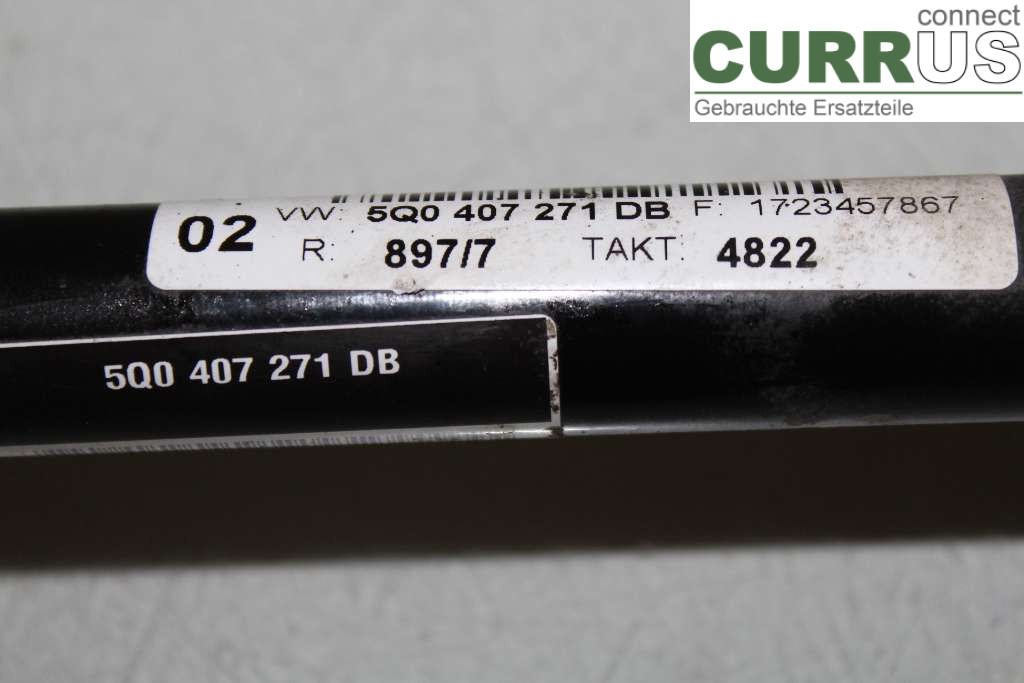 connect
CURRUS
Gebrauchte Ersatzteile
02 VW: 5Q0 407 271 DB F: 1723457867
R: 897/7 TAKT: 4822
5Q0 407 271 DB